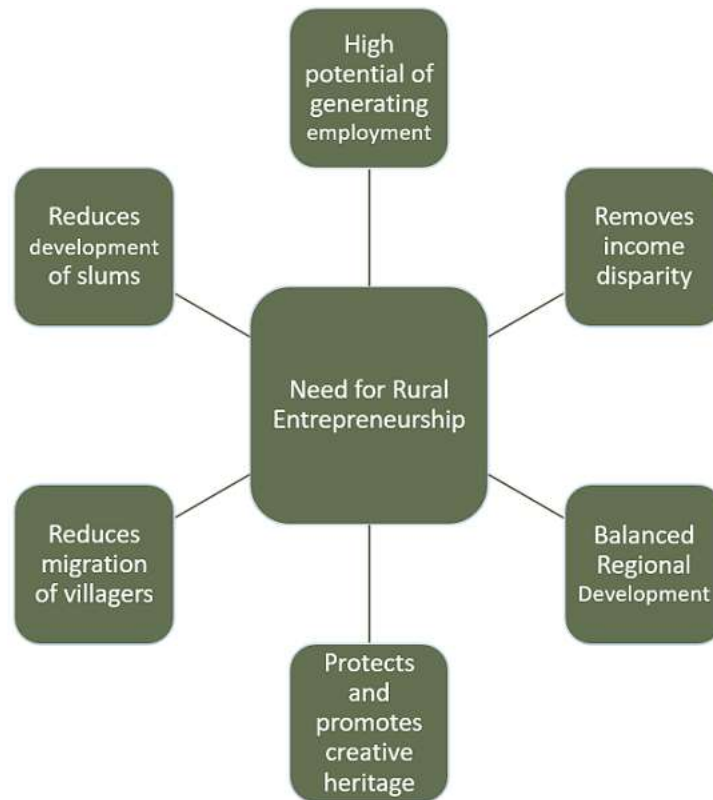 High
potential of
generating
employment
Reduces
development
of slums
Removes
income
disparity
Need for Rural
Entrepreneurship
Reduces
migration
of villagers
Balanced
Regional
Development
Protects
and
promotes
creative
heritage